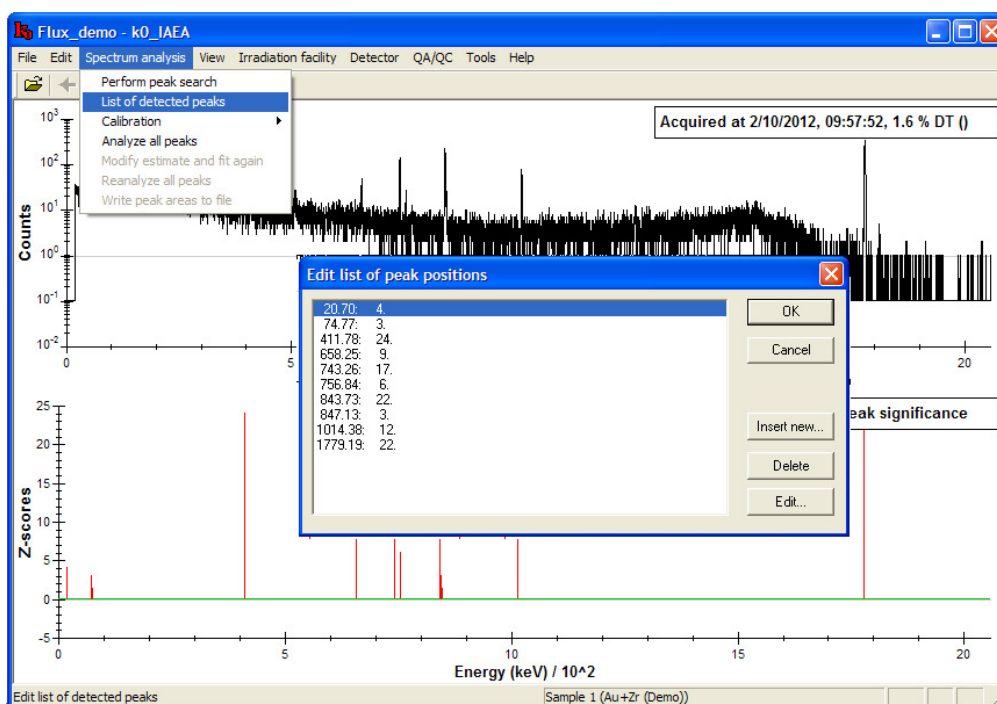 Flux_demo - k0_IAEA
File Edit Spectrum analysis View Irradiation facility Detector QA/QC Tools Help
Perform peak search
List of detected peaks
Calibration
Analyze all peaks
Modify estimate and fit again
Reanalyze all peaks
Write peak areas to file
Acquired at 2/10/2012, 09:57:52, 1.6 % DT ()
10^3
10^2
10^1
10^0
10^-1
10^-2
Counts
0 5 20
Edit list of peak positions
20.70: 4.
74.77: 3.
411.78: 24.
658.25: 9.
743.26: 17.
756.84: 6.
843.73: 22.
847.13: 3.
1014.38: 12.
1779.19: 22.
OK
Cancel
Insert new...
Delete
Edit...
eak significance
25
20
15
10
5
0
-5
Z-scores
0 5 10 15 20
Energy (keV) / 10^2
Edit list of detected peaks
Sample 1 (Au+Zr (Demo))